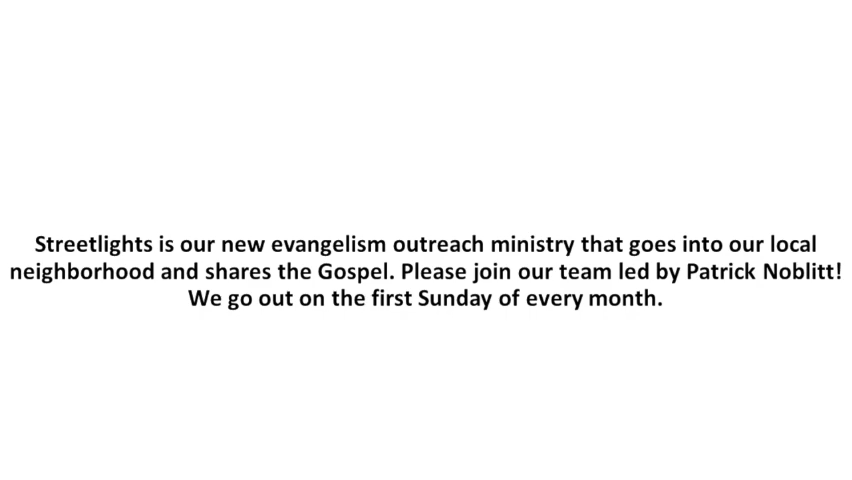 Streetlights is our new evangelism outreach ministry that goes into our local
neighborhood and shares the Gospel. Please join our team led by Patrick Noblitt!
We go out on the first Sunday of every month.